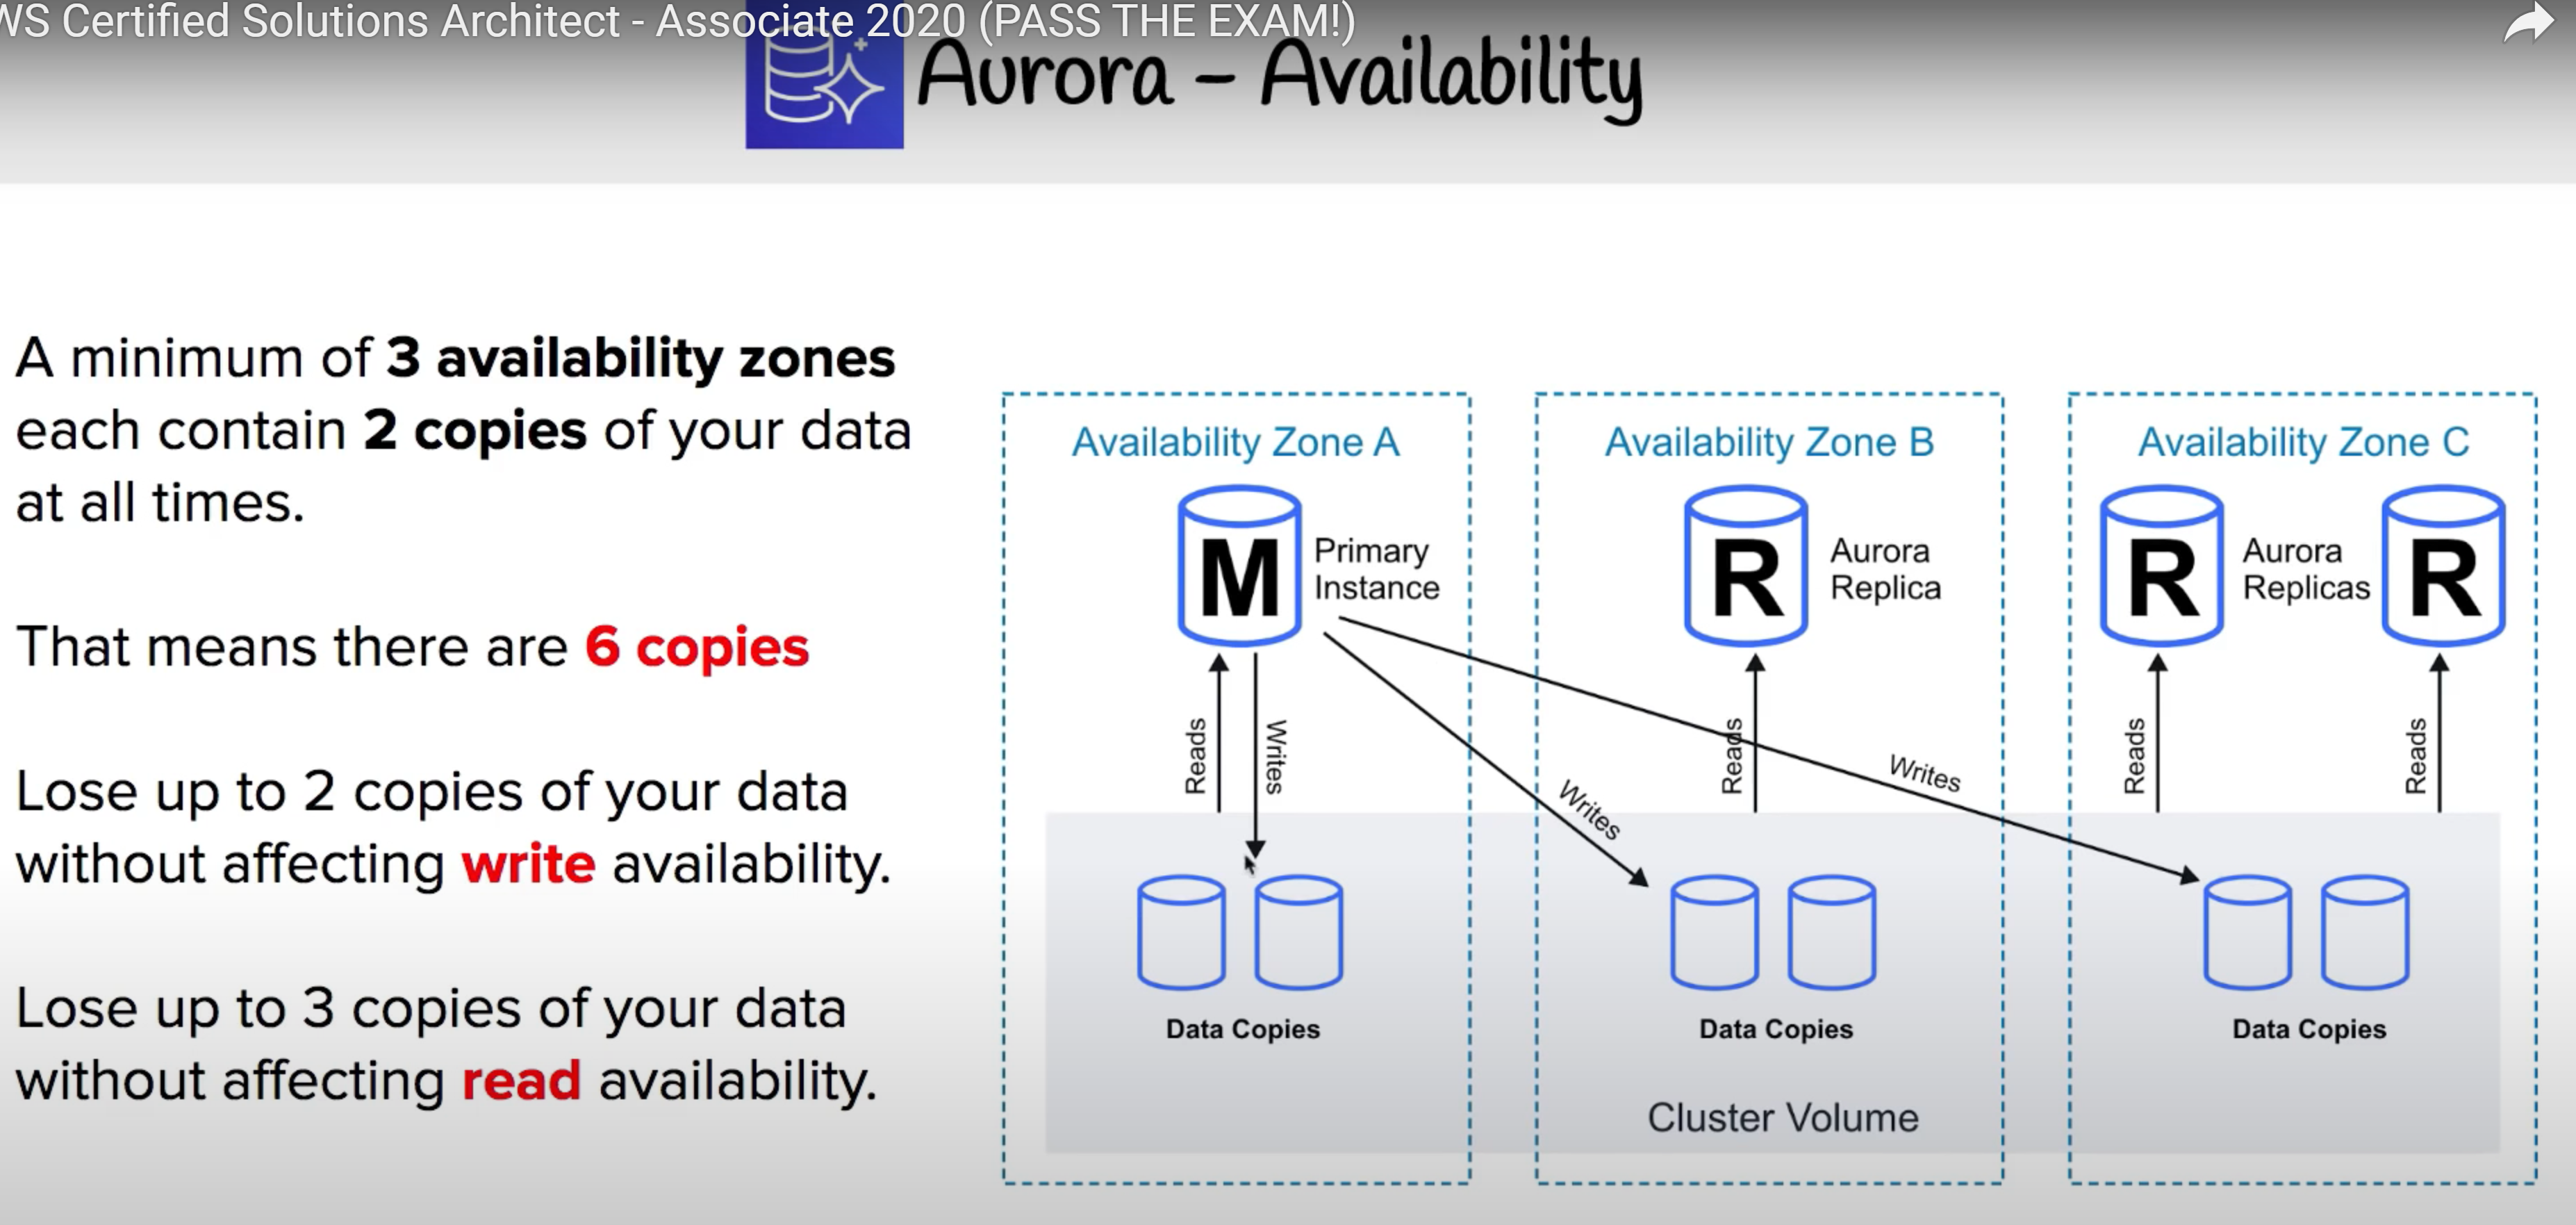 WS Certified Solutions Architect - Associate 2020 (PASS THE EXAM!)
Aurora - Availability
A minimum of 3 availability zones
each contain 2 copies of your data
at all times.
That means there are 6 copies
Lose up to 2 copies of your data
without affecting write availability.
Lose up to 3 copies of your data
without affecting read availability.
Availability Zone A
M
Primary
Instance
Reads
Writes
Data Copies
Availability Zone B
R
Aurora
Replica
Writes
Reads
Writes
Data Copies
Cluster Volume
Availability Zone C
R
Aurora
Replicas
R
Reads
Reads
Data Copies